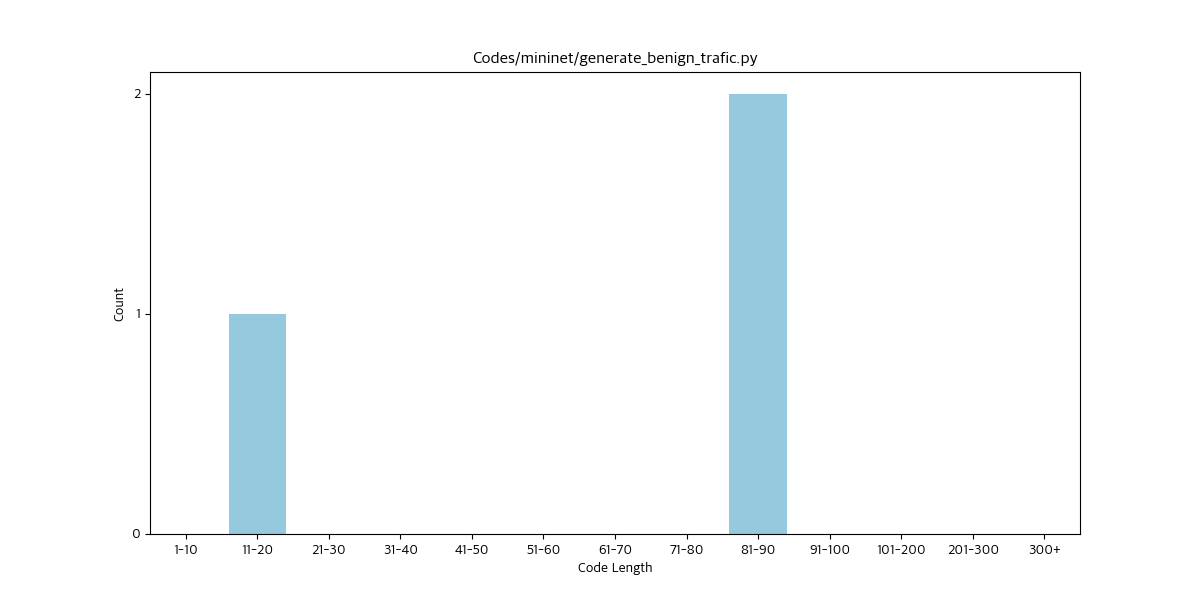 Codes/mininet/generate_benign_trafic.py
2
1
0
Count
1-10 11-20 21-30 31-40 41-50 51-60 61-70 71-80 81-90 91-100 101-200 201-300 300+
Code Length